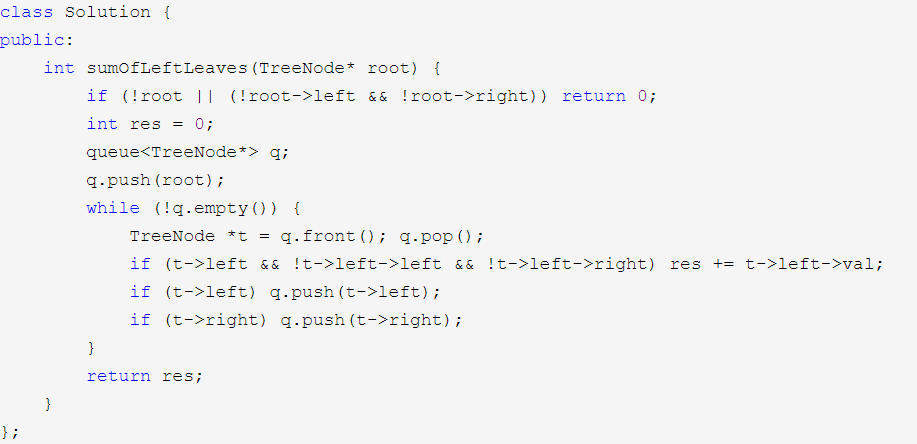 class Solution {
public:
    int sumOfLeftLeaves(TreeNode* root) {
        if (!root || (!root->left && !root->right)) return 0;
        int res = 0;
        queue<TreeNode*> q;
        q.push(root);
        while (!q.empty()) {
            TreeNode *t = q.front(); q.pop();
            if (t->left && !t->left->left && !t->left->right) res += t->left->val;
            if (t->left) q.push(t->left);
            if (t->right) q.push(t->right);
        }
        return res;
    }
};